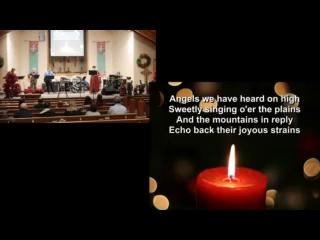 Angels we have heard on high
Sweetly singing o'er the plains
And the mountains in reply
Echo back their joyous strains